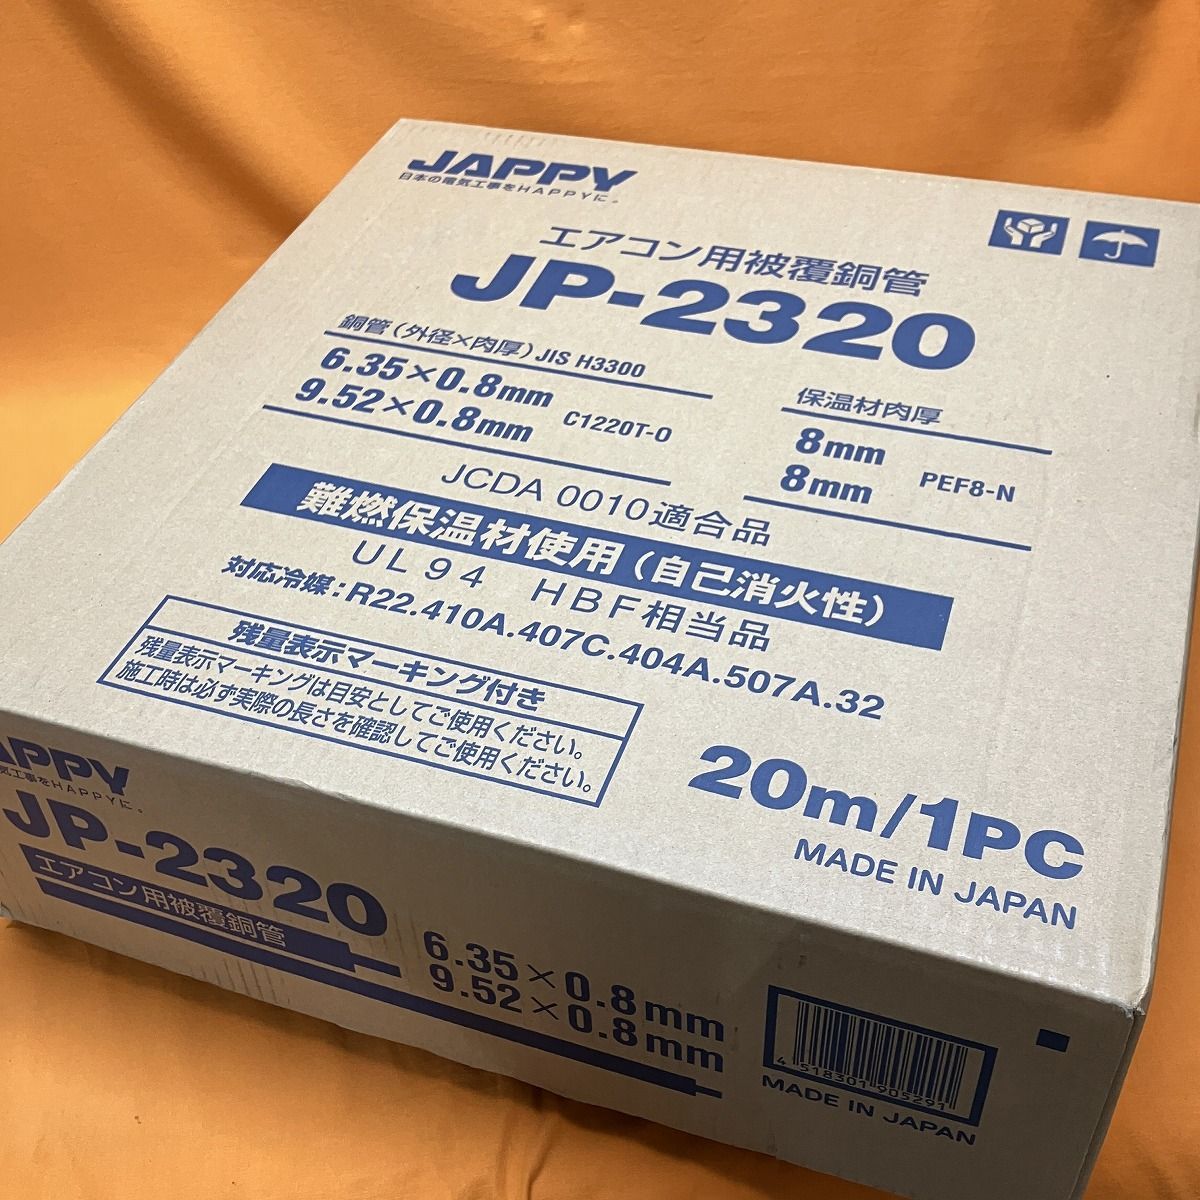 JAPPY
日本の電気工事をHAPPYに。
エアコン用被覆銅管
JP-2320
銅管(外径×肉厚) JIS H3300
6.35×0.8mm
9.52×0.8mm
C1220T-O
保温材肉厚
8mm
8mm
PEF8-N
JCDA 0010適合品
難燃保温材使用(自己消火性)
UL94 HBF相当品
対応冷媒:R22.410A.407C.404A.507A.32
残量表示マーキング付き
残量表示マーキングは目安としてご使用ください。
施工時は必ず実際の長さを確認してご使用ください。
20m/1PC
MADE IN JAPAN
APPY
気工事をHAPPYに。
JP-2320
エアコン用被覆銅管
6.35×0.8mm
9.52×0.8mm
4 518301 905291
MADE IN JAPAN